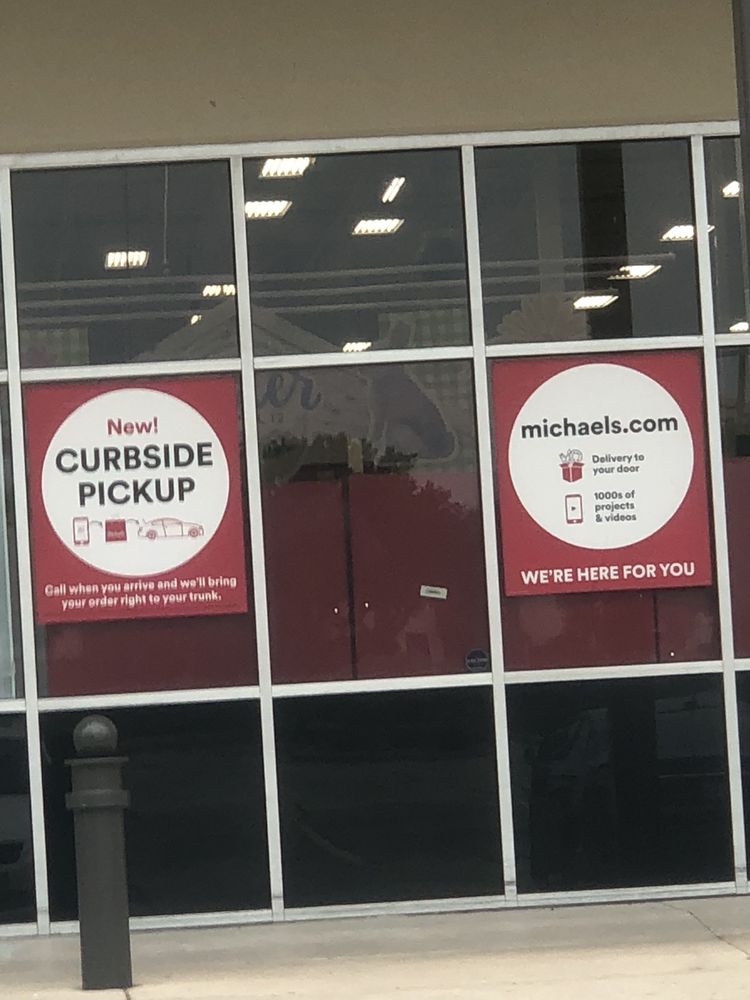 New!
CURBSIDE
PICKUP
Call when you arrive and we'll bring
your order right to your trunk.
michaels.com
Delivery to
your door
1000s of
projects
& videos
WE'RE HERE FOR YOU